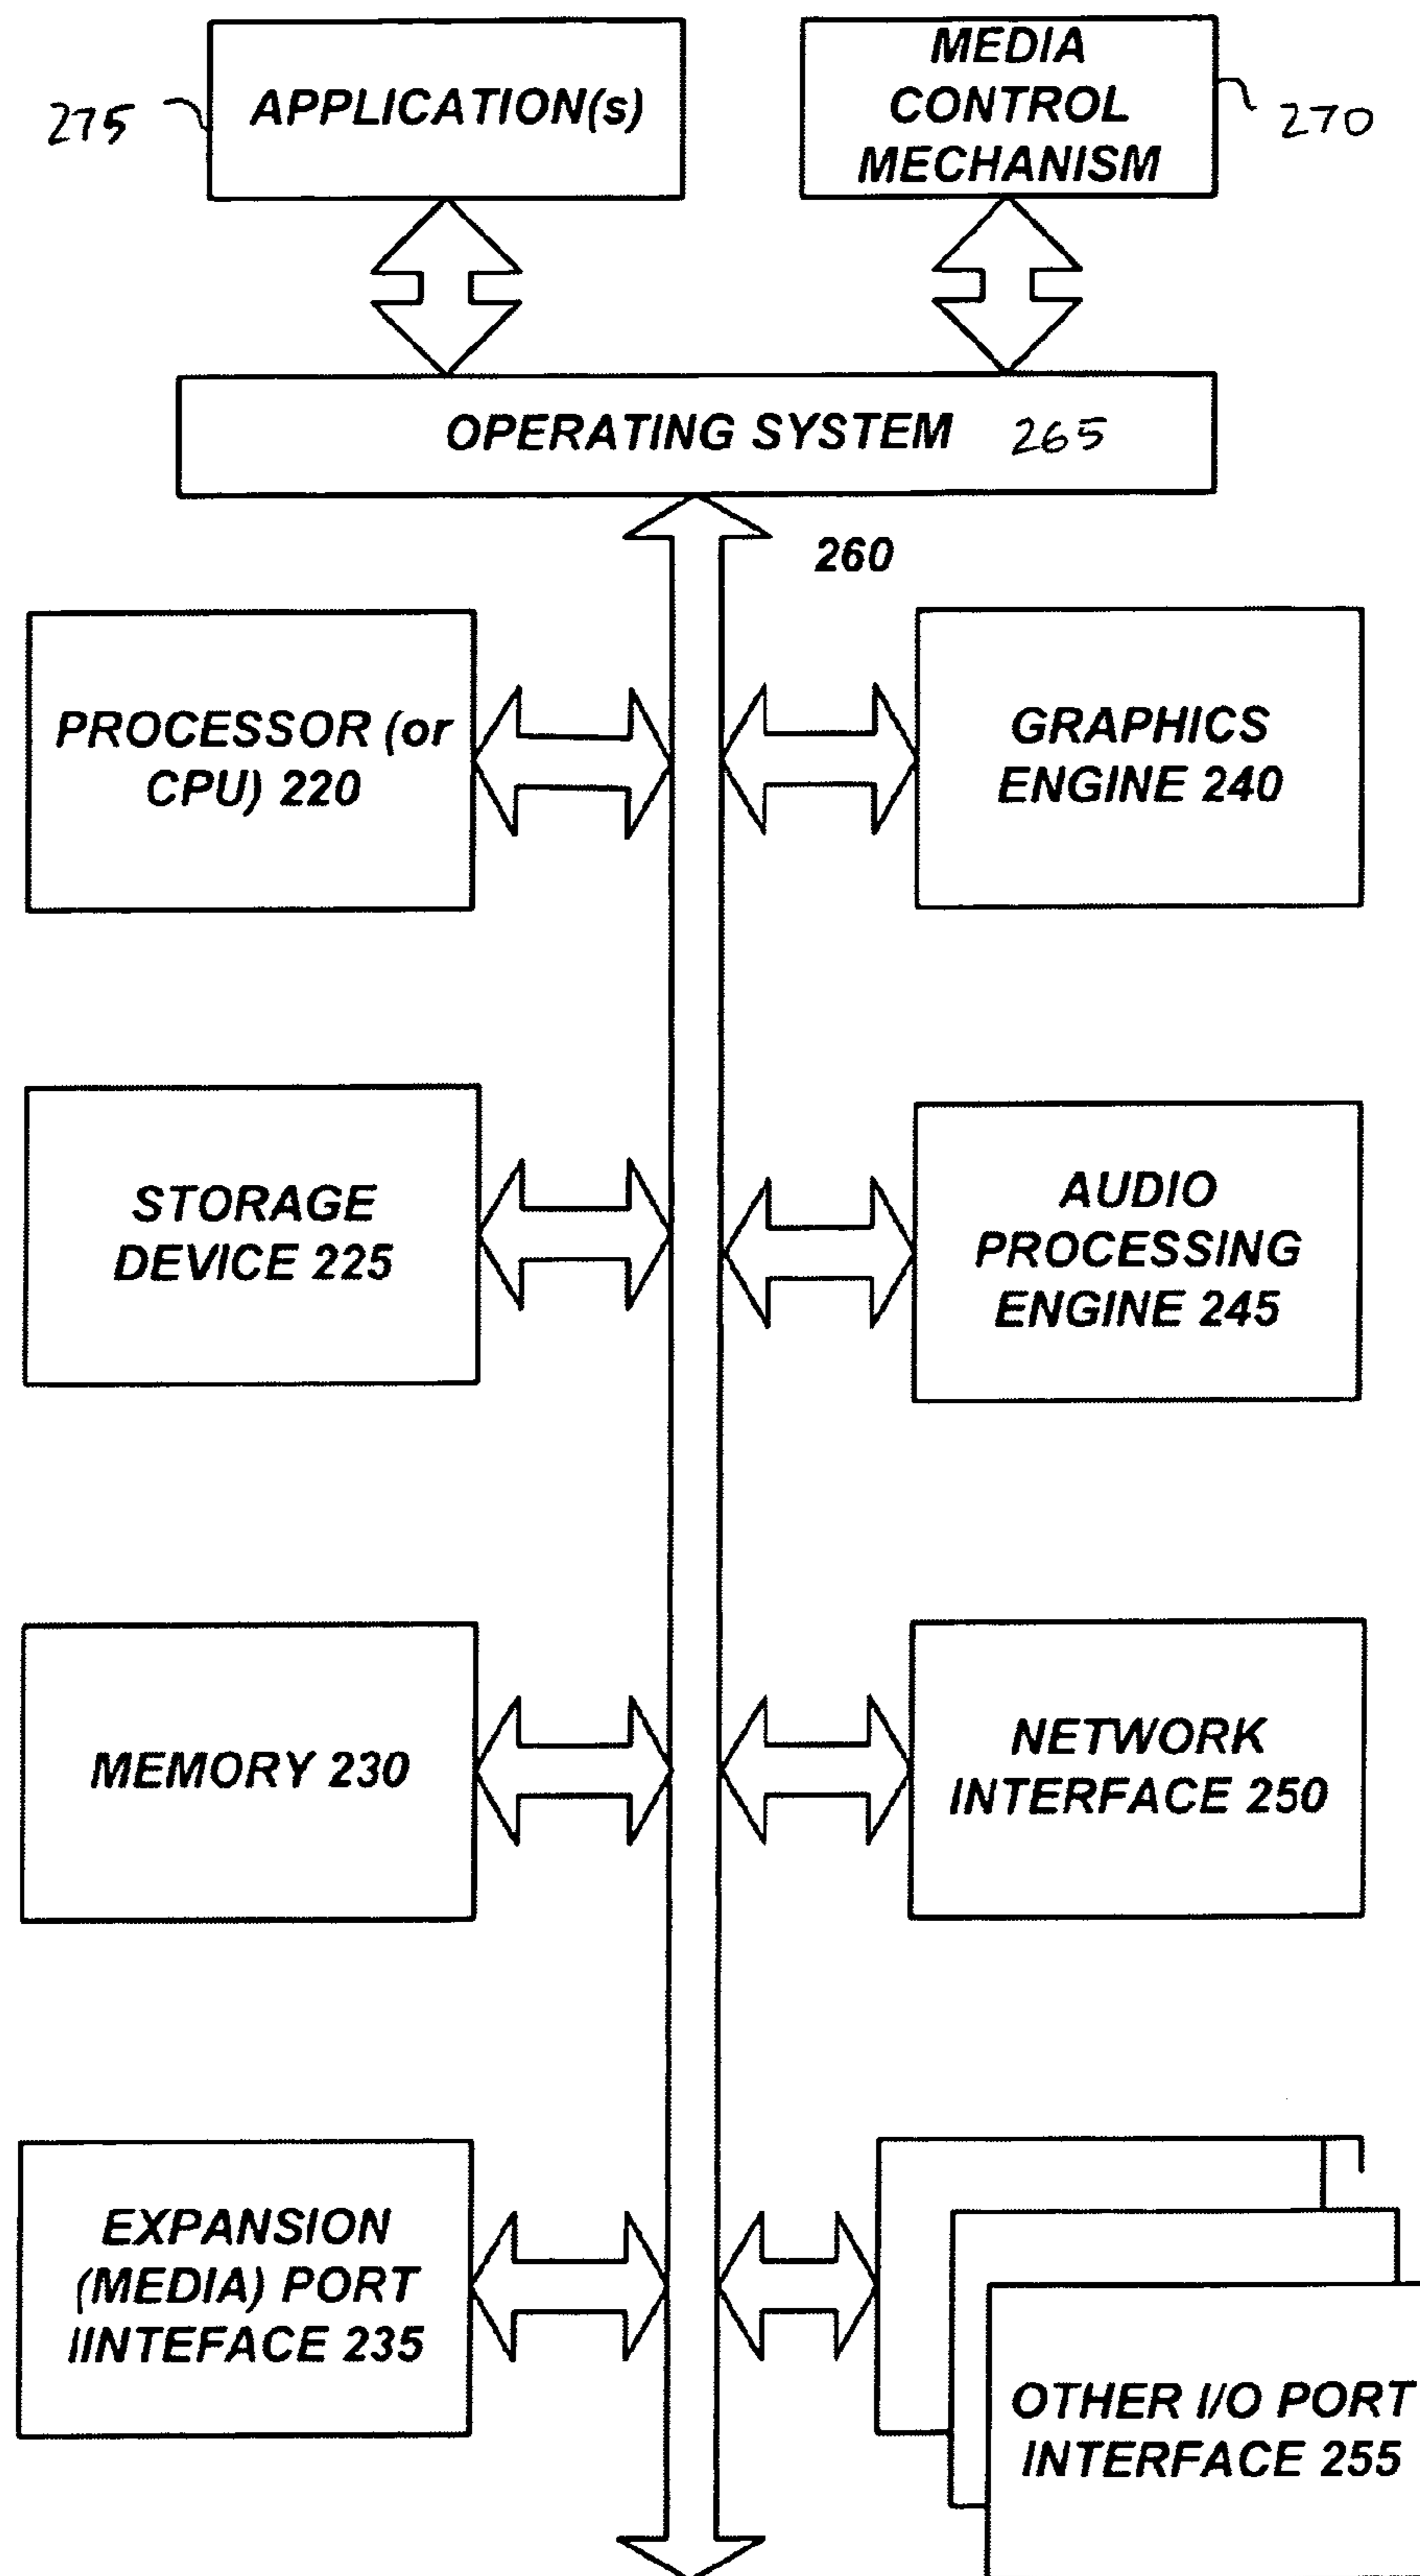 275
APPLICATION(s)
MEDIA
CONTROL
MECHANISM
270
OPERATING SYSTEM 265
260
PROCESSOR (or
CPU) 220
GRAPHICS
ENGINE 240
STORAGE
DEVICE 225
AUDIO
PROCESSING
ENGINE 245
MEMORY 230
NETWORK
INTERFACE 250
EXPANSION
(MEDIA) PORT
IINTEFACE 235
OTHER I/O PORT
INTERFACE 255